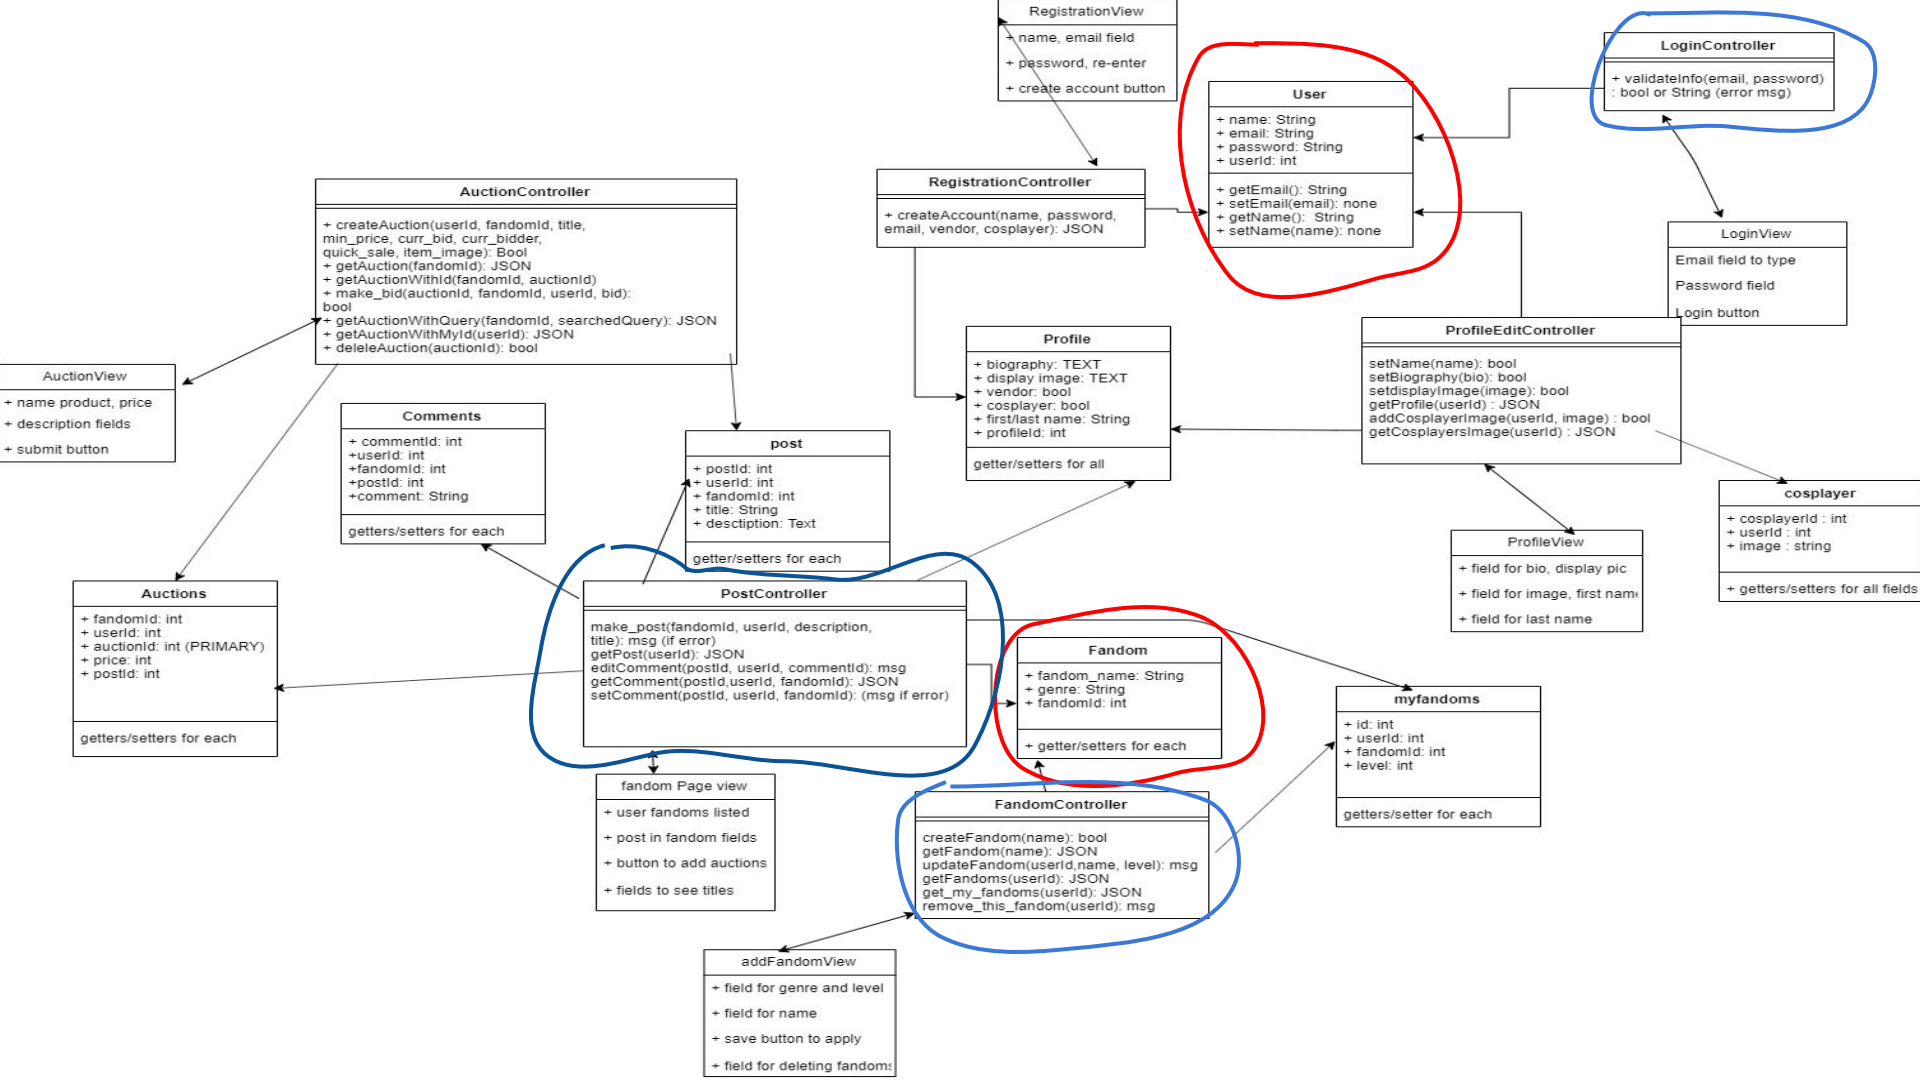 RegistrationView
+ name, email field
+ password, re-enter
+ create account button
LoginController
+ validateInfo(email, password)
: bool or String (error msg)
User
+ name: String
+ email: String
+ password: String
+ userId: int
+ getEmail(): String
+ setEmail(email): none
+ getName():  String
+ setName(name): none
AuctionController
+ createAuction(userId, fandomId, title,
min_price, curr_bid, curr_bidder,
quick_sale, item_image): Bool
+ getAuction(fandomId): JSON
+ getAuctionWithId(fandomId, auctionId)
+ make_bid(auctionId, fandomId, userId, bid):
bool
+ getAuctionWithQuery(fandomId, searchedQuery): JSON
+ getAuctionWithMyId(userId): JSON
+ deleleAuction(auctionId): bool
RegistrationController
+ createAccount(name, password,
email, vendor, cosplayer): JSON
LoginView
Email field to type
Password field
Login button
AuctionView
+ name product, price
+ description fields
+ submit button
Comments
+ commentId: int
+userId: int
+fandomId: int
+postId: int
+comment: String
getters/setters for each
post
+ postId: int
+ userId: int
+ fandomId: int
+ title: String
+ desctiption: Text
getter/setters for each
Profile
+ biography: TEXT
+ display image: TEXT
+ vendor: bool
+ cosplayer: bool
+ first/last name: String
+ profileId: int
getter/setters for all
ProfileEditController
setName(name): bool
setBiography(bio): bool
setdisplayImage(image): bool
getProfile(userId) : JSON
addCosplayerImage(userId, image) : bool
getCosplayersImage(userId) : JSON
cosplayer
+ cosplayerId : int
+ userId : int
+ image : string
+ getters/setters for all fields
ProfileView
+ field for bio, display pic
+ field for image, first name
+ field for last name
Auctions
+ fandomId: int
+ userId: int
+ auctionId: int (PRIMARY)
+ price: int
+ postId: int
getters/setters for each
PostController
make_post(fandomId, userId, description,
title): msg (if error)
getPost(userId): JSON
editComment(postId, userId, commentId): msg
getComment(postId,userId, fandomId): JSON
setComment(postId, userId, fandomId): (msg if error)
Fandom
+ fandom_name: String
+ genre: String
+ fandomId: int
+ getter/setters for each
myfandoms
+ id: int
+ userId: int
+ fandomId: int
+ level: int
getters/setter for each
fandom Page view
+ user fandoms listed
+ post in fandom fields
+ button to add auctions
+ fields to see titles
FandomController
createFandom(name): bool
getFandom(name): JSON
updateFandom(userId,name, level): msg
getFandoms(userId): JSON
get_my_fandoms(userId): JSON
remove_this_fandom(userId): msg
addFandomView
+ field for genre and level
+ field for name
+ save button to apply
+ field for deleting fandoms